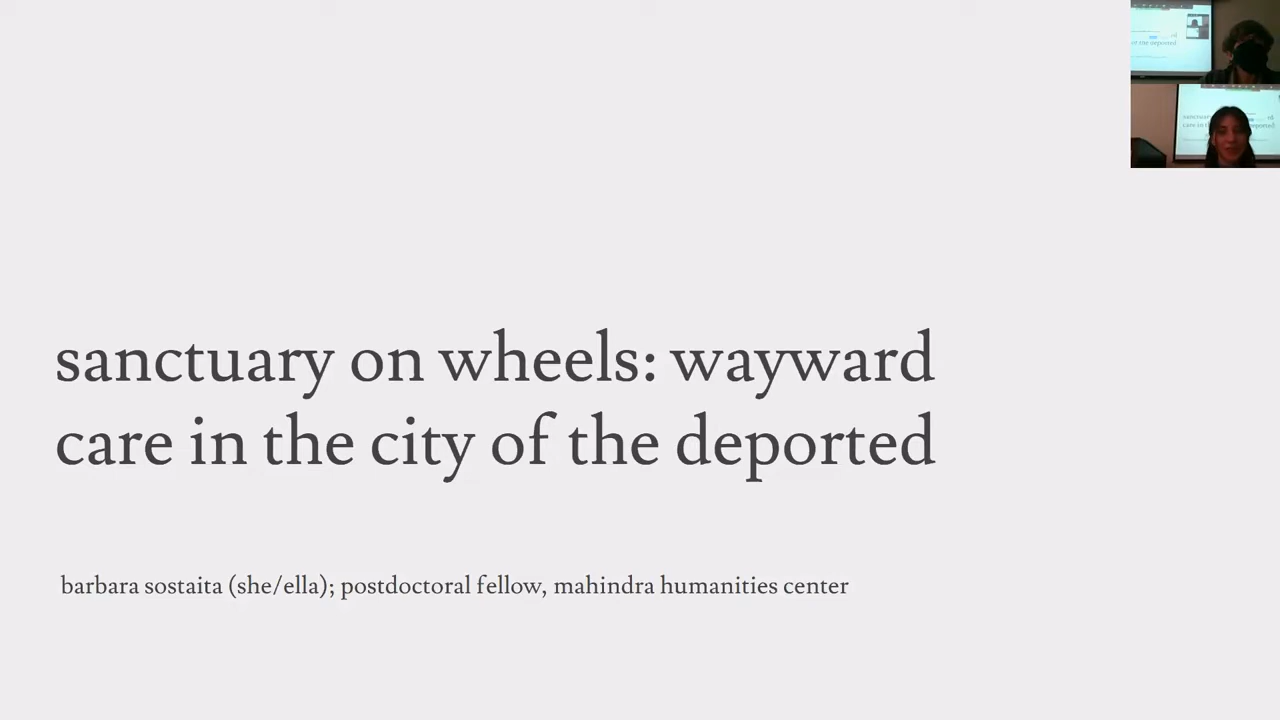 sanctuary on wheels: wayward
care in the city of the deported
barbara sostaita (she/ella); postdoctoral fellow, mahindra humanities center